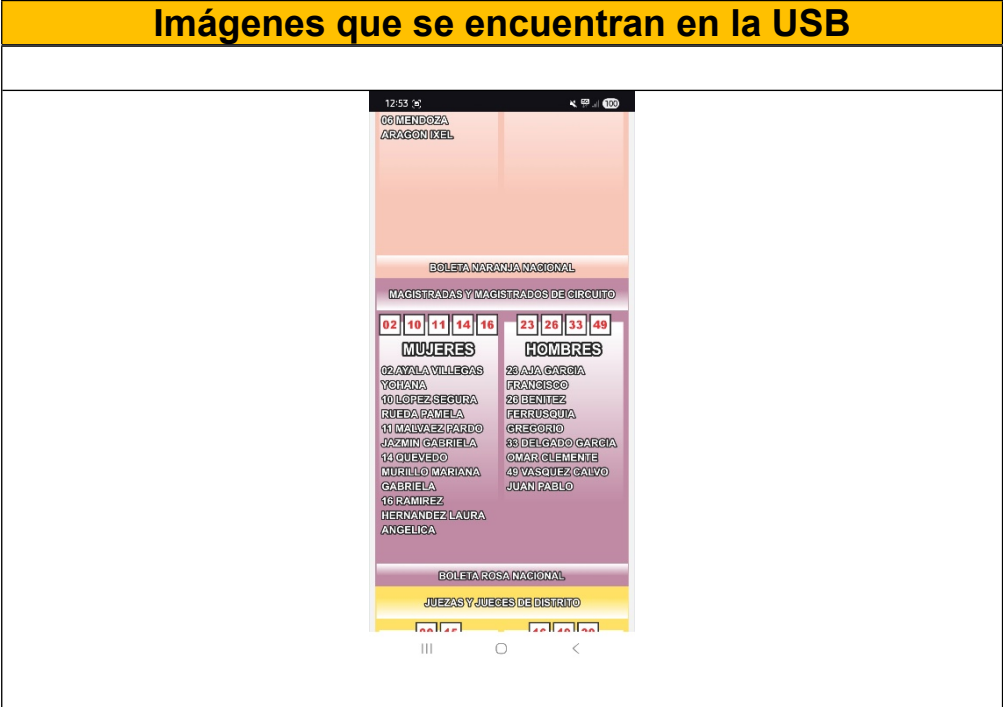 Imágenes que se encuentran en la USB
12:53
100
06 MENDOZA
ARAGON IXEL
BOLETA NARANJA NACIONAL
MAGISTRADAS Y MAGISTRADOS DE CIRCUITO
02 10 11 14 16
MUJERES
02 AYALA VILLEGAS
YOHANA
10 LOPEZ SEGURA
RUEDA PAMELA
11 MALVAEZ PARDO
JAZMIN GABRIELA
14 QUEVEDO
MURILLO MARIANA
GABRIELA
16 RAMIREZ
HERNANDEZ LAURA
ANGELICA
23 26 33 49
HOMBRES
23 AJA GARCIA
FRANCISCO
26 BENITEZ
FERRUSQUIA
GREGORIO
33 DELGADO GARCIA
OMAR CLEMENTE
49 VASQUEZ CALVO
JUAN PABLO
BOLETA ROSA NACIONAL
JUEZAS Y JUECES DE DISTRITO